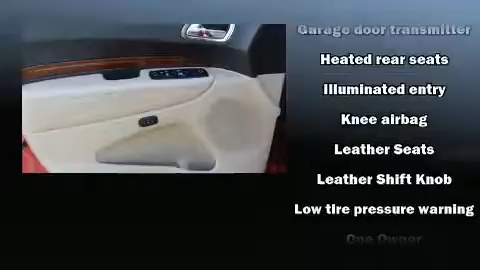 Garage door transmitter
Heated rear seats
Illuminated entry
Knee airbag
Leather Seats
Leather Shift Knob
Low tire pressure warning
One Owner